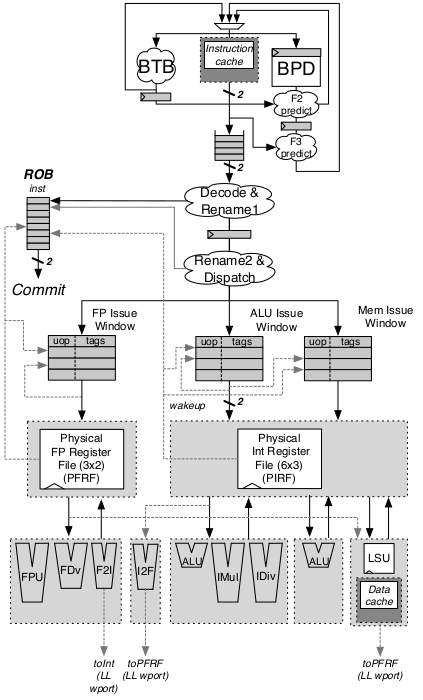 BTB
Instruction
cache
BPD
F2
predict
2
F3
predict
2
ROB
inst
Decode &
Rename1
2
Commit
Rename2 &
Dispatch
FP Issue
Window
ALU Issue
Window
Mem Issue
Window
uop tags
uop tags
uop tags
wakeup
2
Physical
FP Register
File (3x2)
(PFRF)
Physical
Int Register
File (6x3)
(PIRF)
FPU
FDv
F2I
I2F
ALU
IMul
IDiv
ALU
LSU
Data
cache
toInt
(LL
wport)
toPFRF
(LL wport)
toPFRF
(LL wport)